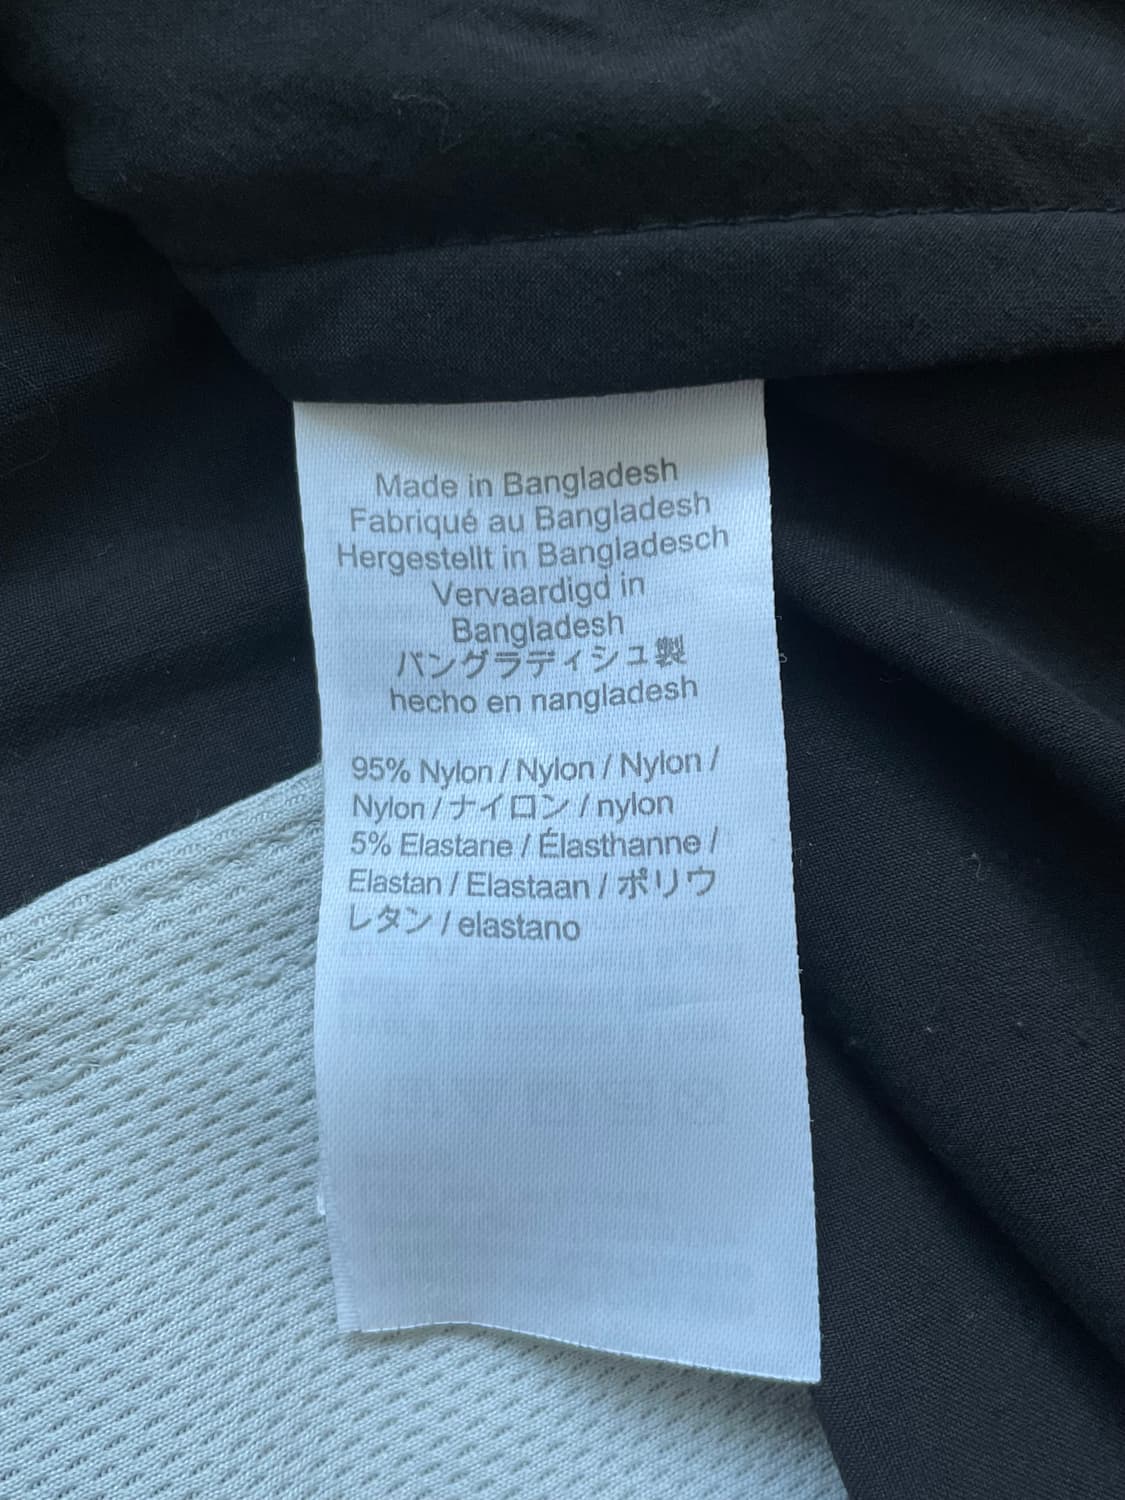 Made in Bangladesh
Fabriqué au Bangladesh
Hergestellt in Bangladesch
Vervaardigd in
Bangladesh
バングラディシュ製
hecho en nangladesh
95% Nylon / Nylon / Nylon /
Nylon / ナイロン / nylon
5% Elastane / Élasthanne /
Elastan / Elastaan / ポリウ
レタン / elastano